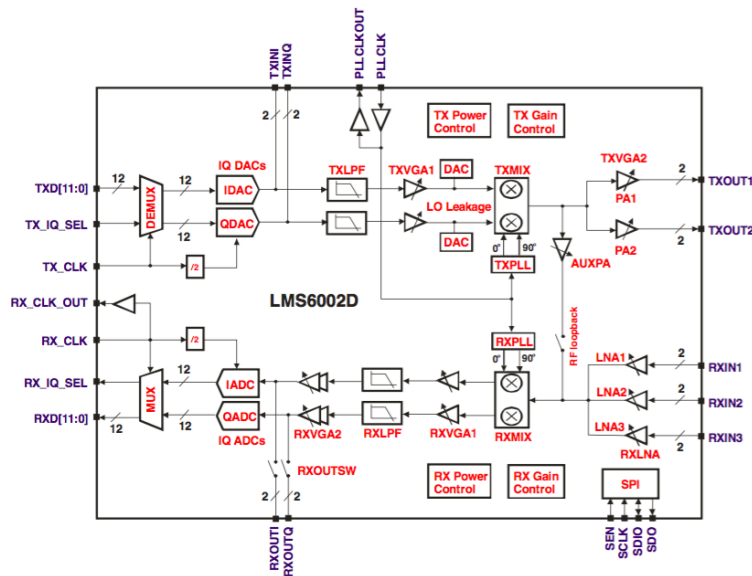 TXINI
TXINQ
PLLCLKOUT
PLLCLK
2
2
TX Power
Control
TX Gain
Control
TXD[11:0]
12
DEMUX
12
IQ DACs
IDAC
TXLPF
TXVGA1
DAC
TXMIX
TXVGA2
2
TXOUT1
PA1
TX_IQ_SEL
12
QDAC
LO Leakage
DAC
2
TXOUT2
PA2
TX_CLK
/2
0°
90°
AUXPA
TXPLL
RX_CLK_OUT
LMS6002D
RF loopback
RX_CLK
/2
RXPLL
0°
90°
LNA1
2
RXIN1
RX_IQ_SEL
MUX
12
IADC
LNA2
2
RXIN2
RXD[11:0]
12
12
QADC
IQ ADCs
RXVGA2
RXLPF
RXVGA1
RXMIX
LNA3
RXLNA
2
RXIN3
RXOUTSW
2
2
RX Power
Control
RX Gain
Control
SPI
RXOUTI
RXOUTQ
SEN
SCLK
SDIO
SDO